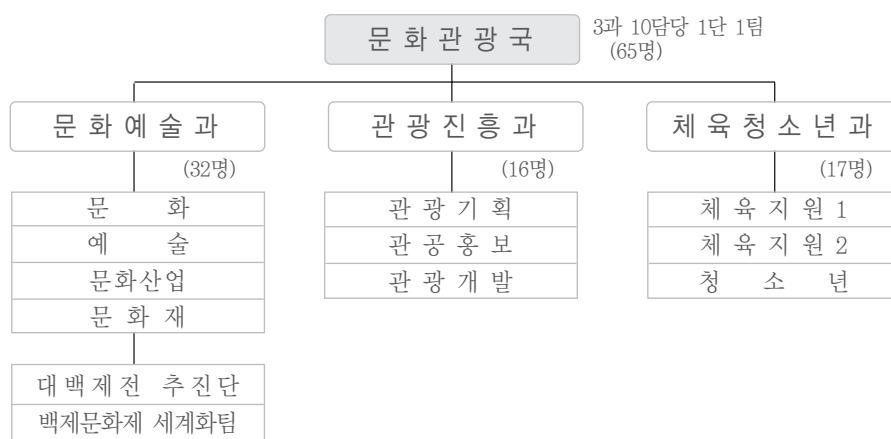 문화관광국
3과 10담당 1단 1팀
(65명)
문화예술과
(32명)
문 화
예 술
문화산업
문화재
대백제전 추진단
백제문화제 세계화팀
관광진흥과
(16명)
관광기획
관공홍보
관광개발
체육청소년과
(17명)
체육지원1
체육지원2
청 소 년